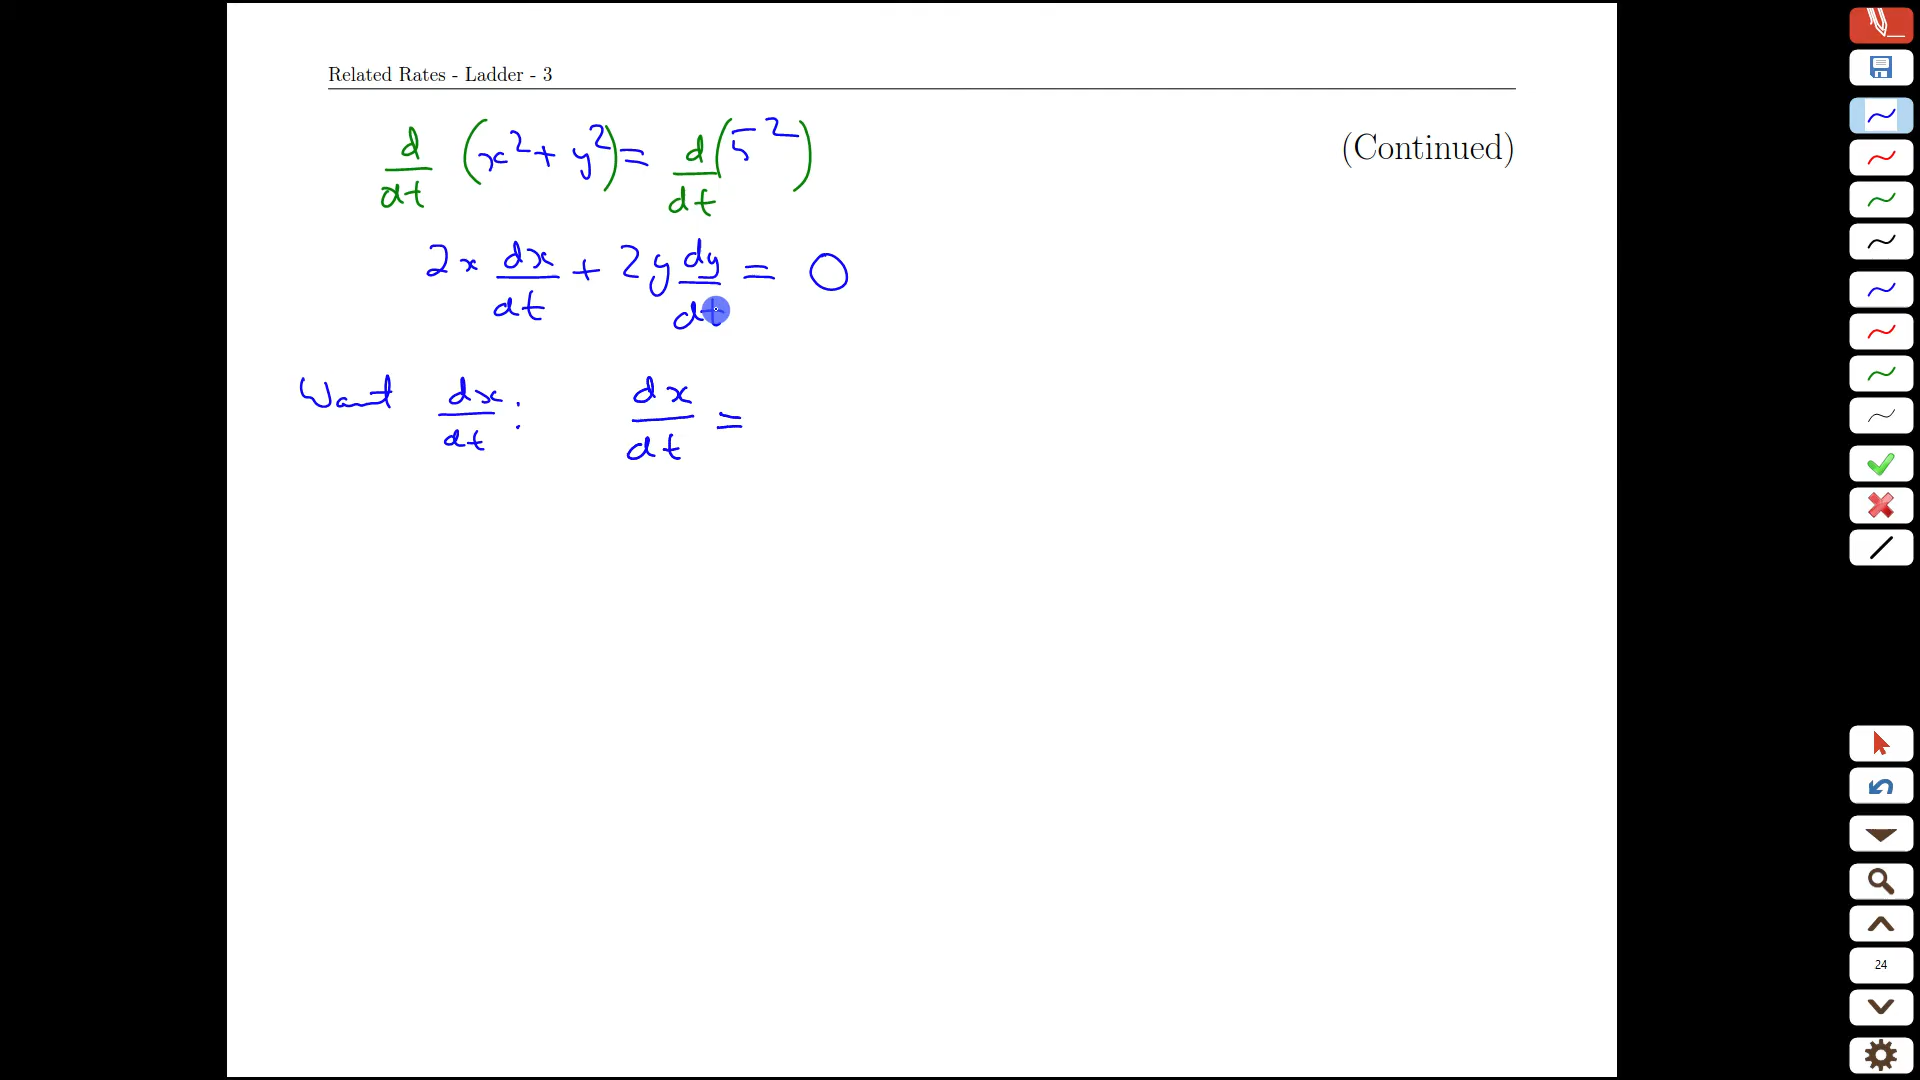 Related Rates - Ladder - 3
(Continued)
d/dt (x² + y²) = d/dt (5²)
2x dx/dt + 2y dy/dt = 0
Want dx/dt : dx/dt =
24